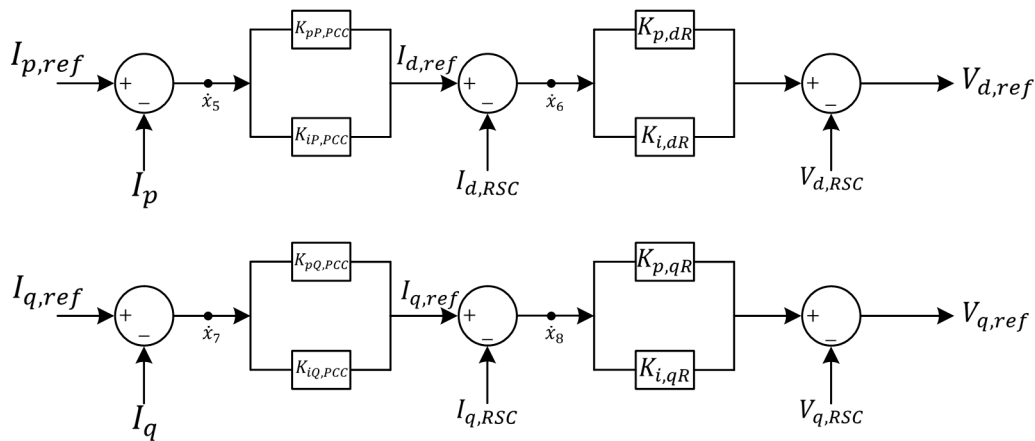 I_{p,ref} + − ẋ_5 I_p
K_{pP,PCC}
K_{iP,PCC}
I_{d,ref} + − ẋ_6 I_{d,RSC}
K_{p,dR}
K_{i,dR}
+ − V_{d,RSC}
V_{d,ref}
I_{q,ref} + − ẋ_7 I_q
K_{pQ,PCC}
K_{iQ,PCC}
I_{q,ref} + − ẋ_8 I_{q,RSC}
K_{p,qR}
K_{i,qR}
+ − V_{q,RSC}
V_{q,ref}